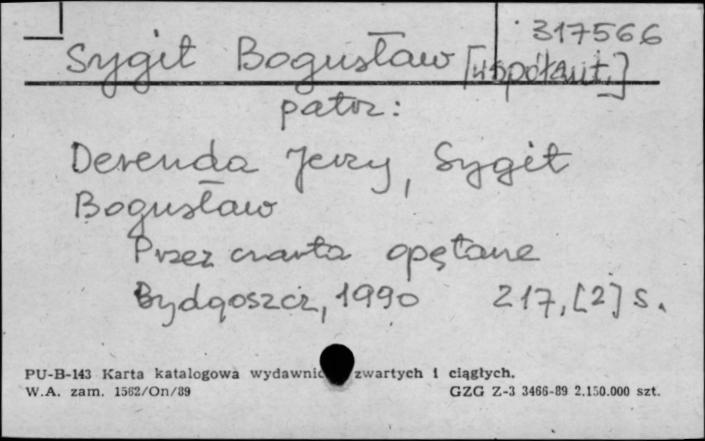 317566
Sygit Bogusław [współaut.]
patrz:
Derenda Jerzy, Sygit
Bogusław
Przez czarta opętane
Bydgoszcz, 1990 217, [2] s.
PU-B-143 Karta katalogowa wydawnic zwartych i ciągłych.
W.A. zam. 1562/On/89 GZG Z-3 3466-89 2.150.000 szt.